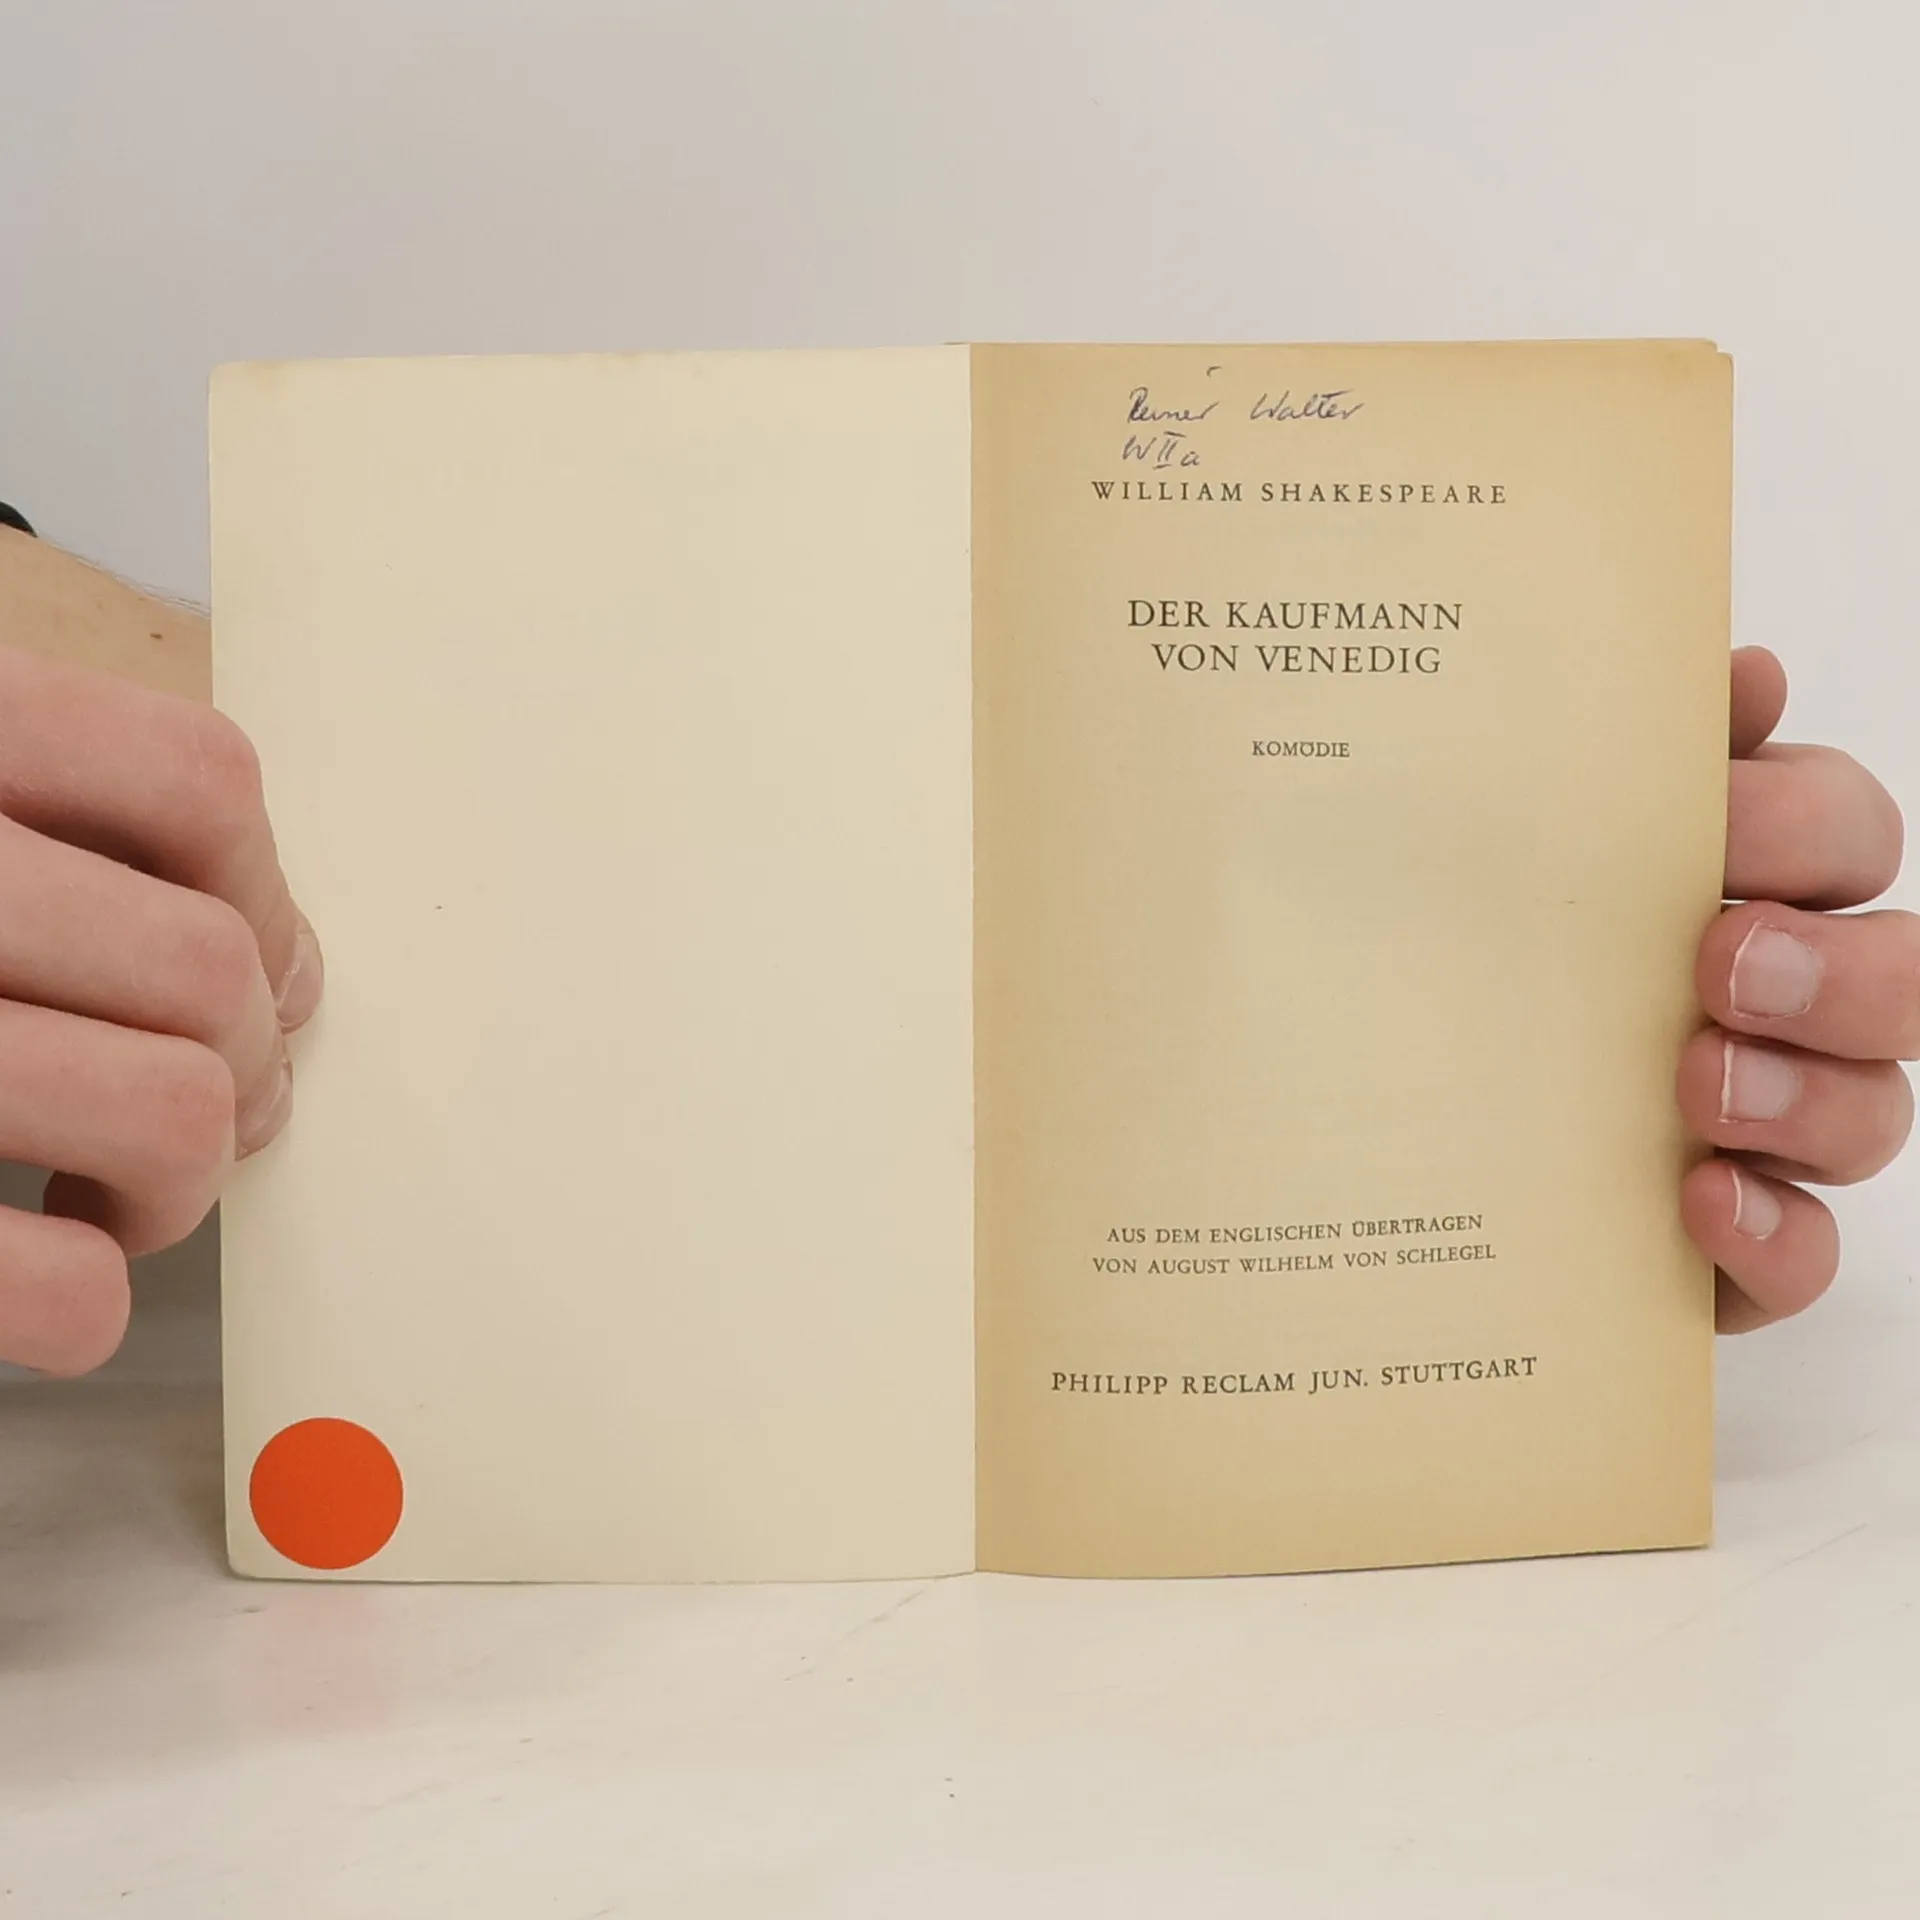 Reiner Walter
W II a
WILLIAM SHAKESPEARE
DER KAUFMANN
VON VENEDIG
KOMÖDIE
AUS DEM ENGLISCHEN ÜBERTRAGEN
VON AUGUST WILHELM VON SCHLEGEL
PHILIPP RECLAM JUN. STUTTGART